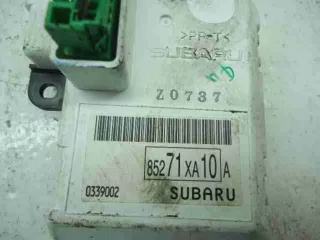 >PP-T<
SUBARU
Z0737
85271XA10A
0339002 SUBARU